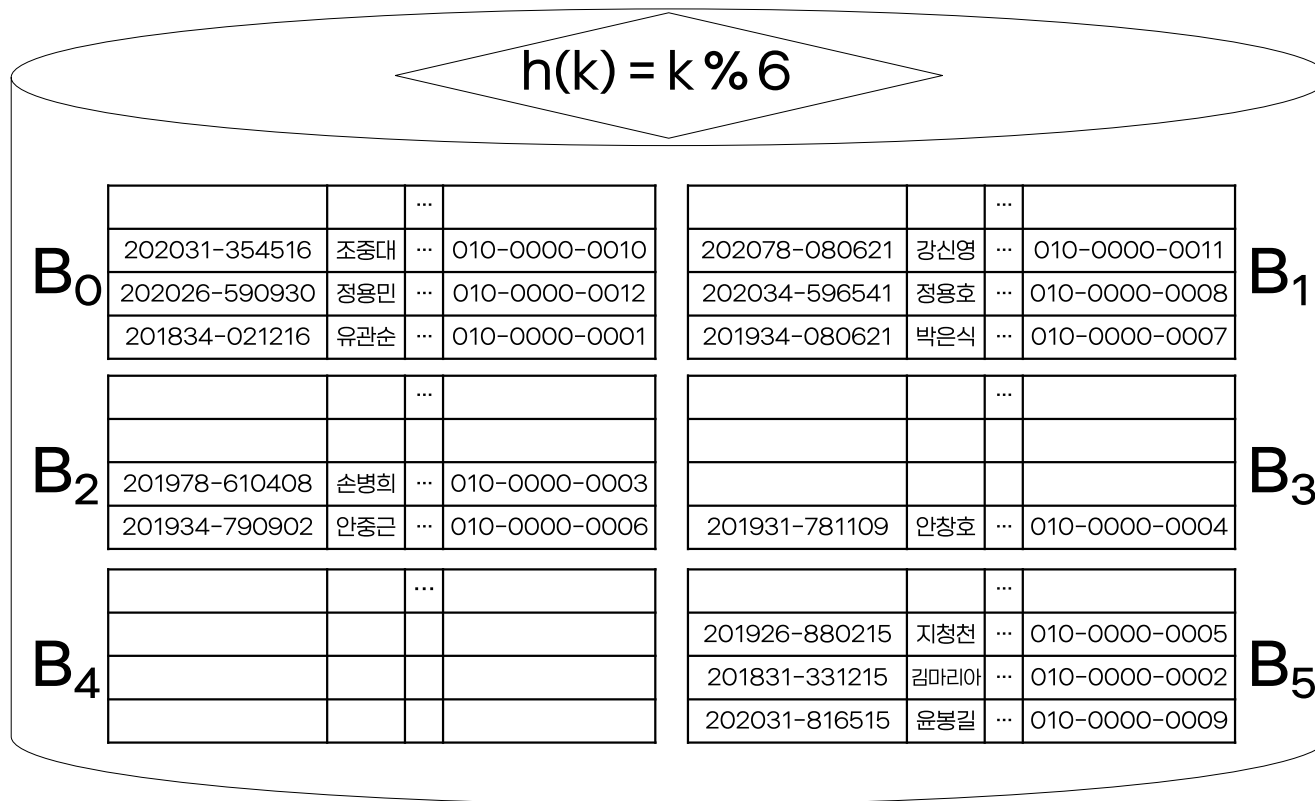 h(k) = k % 6
B0
...
202031-354516 조중대 ... 010-0000-0010
202026-590930 정용민 ... 010-0000-0012
201834-021216 유관순 ... 010-0000-0001
B1
...
202078-080621 강신영 ... 010-0000-0011
202034-596541 정용호 ... 010-0000-0008
201934-080621 박은식 ... 010-0000-0007
B2
...
201978-610408 손병희 ... 010-0000-0003
201934-790902 안중근 ... 010-0000-0006
B3
...
201931-781109 안창호 ... 010-0000-0004
B4
...
B5
...
201926-880215 지청천 ... 010-0000-0005
201831-331215 김마리아 ... 010-0000-0002
202031-816515 윤봉길 ... 010-0000-0009